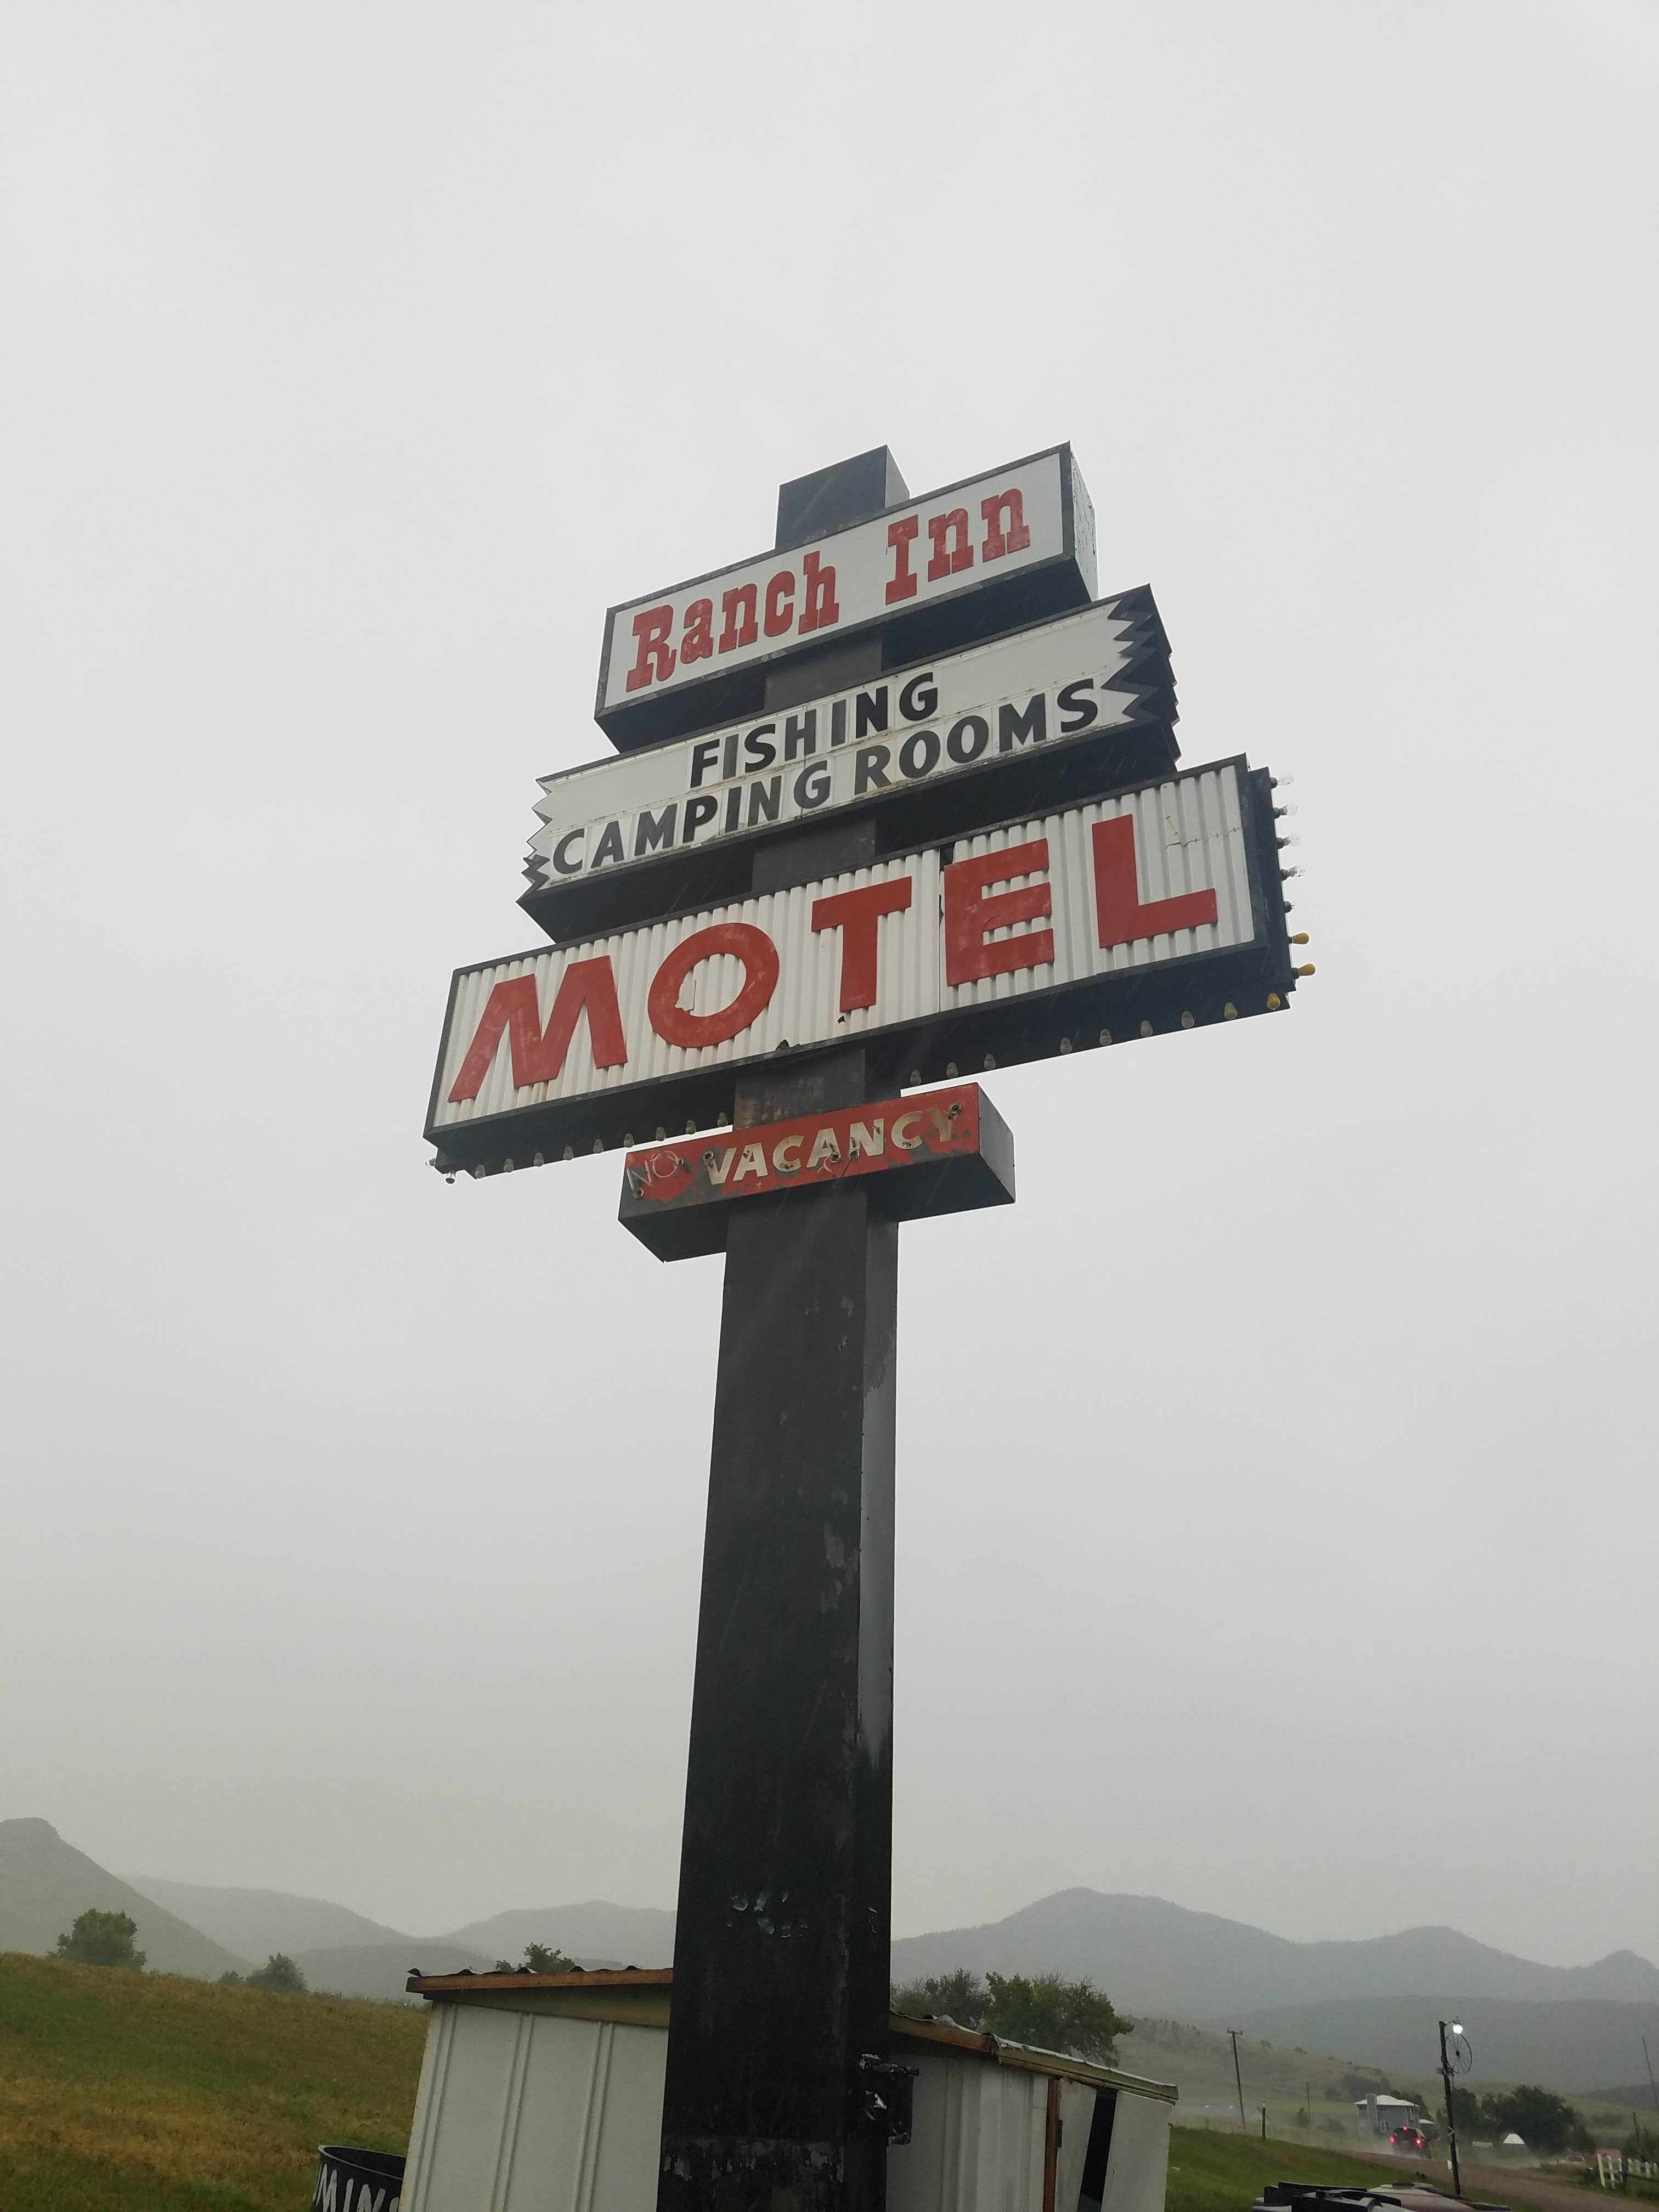 Ranch Inn
FISHING
CAMPING ROOMS
MOTEL
NO VACANCY